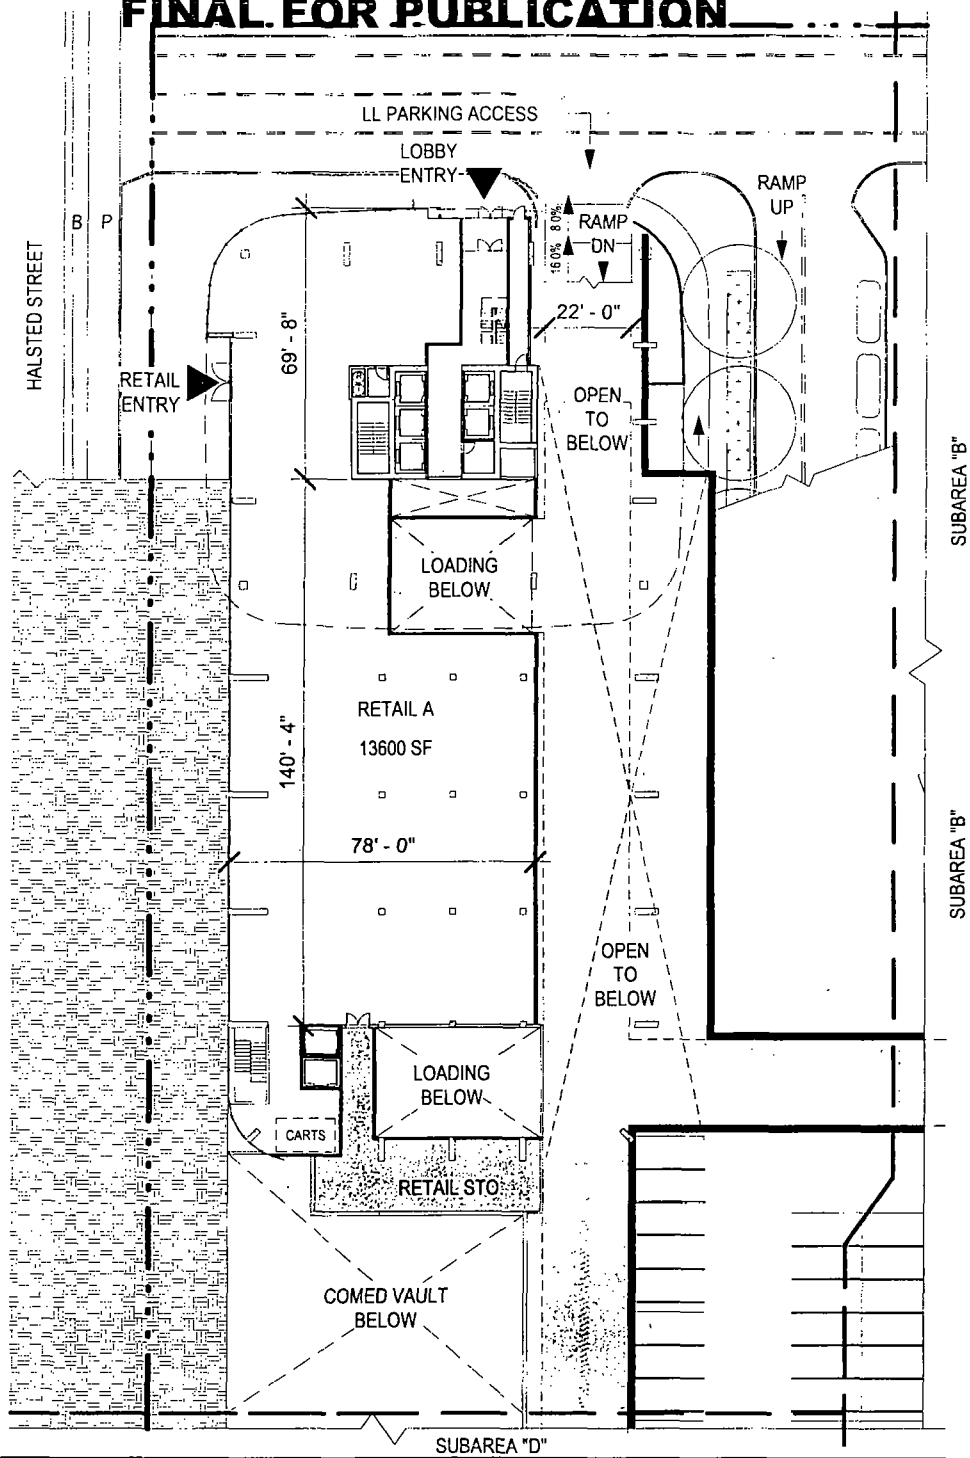 FINAL FOR PUBLICATION
LL PARKING ACCESS
LOBBY
ENTRY
RAMP
UP
B P
HALSTED STREET
8.0%
16.0%
RAMP
DN
22' - 0"
69' - 8"
RETAIL
ENTRY
OPEN
TO
BELOW
SUBAREA "B"
LOADING
BELOW
RETAIL A
13600 SF
140' - 4"
78' - 0"
SUBAREA "B"
OPEN
TO
BELOW
LOADING
BELOW
CARTS
RETAIL STO
COMED VAULT
BELOW
SUBAREA "D"